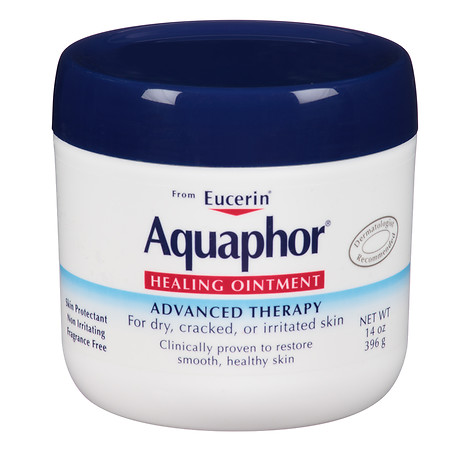 From Eucerin®
Aquaphor®
HEALING OINTMENT
ADVANCED THERAPY
For dry, cracked, or irritated skin
Clinically proven to restore
smooth, healthy skin
Skin Protectant
Non Irritating
Fragrance Free
Dermatologist
Recommended
NET WT
14 oz
396 g